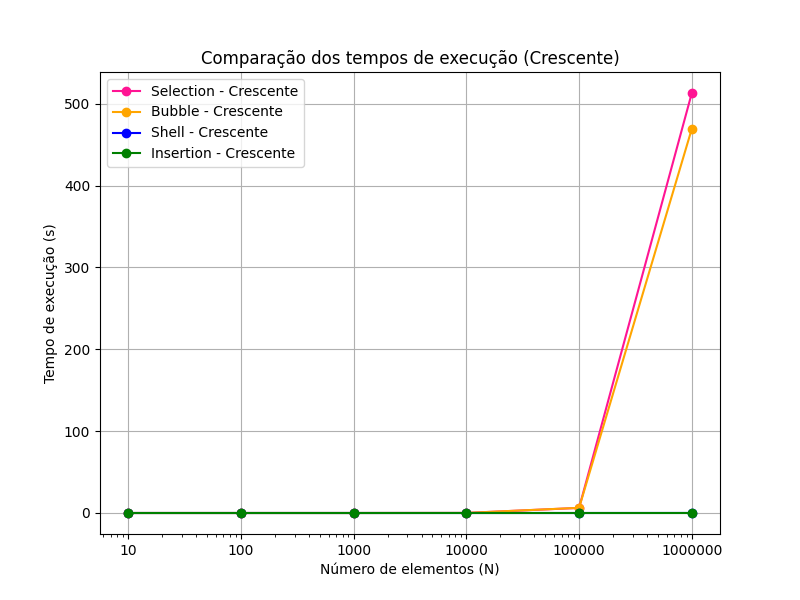 Comparação dos tempos de execução (Crescente)
Selection - Crescente
Bubble - Crescente
Shell - Crescente
Insertion - Crescente
Tempo de execução (s)
500
400
300
200
100
0
10 100 1000 10000 100000 1000000
Número de elementos (N)